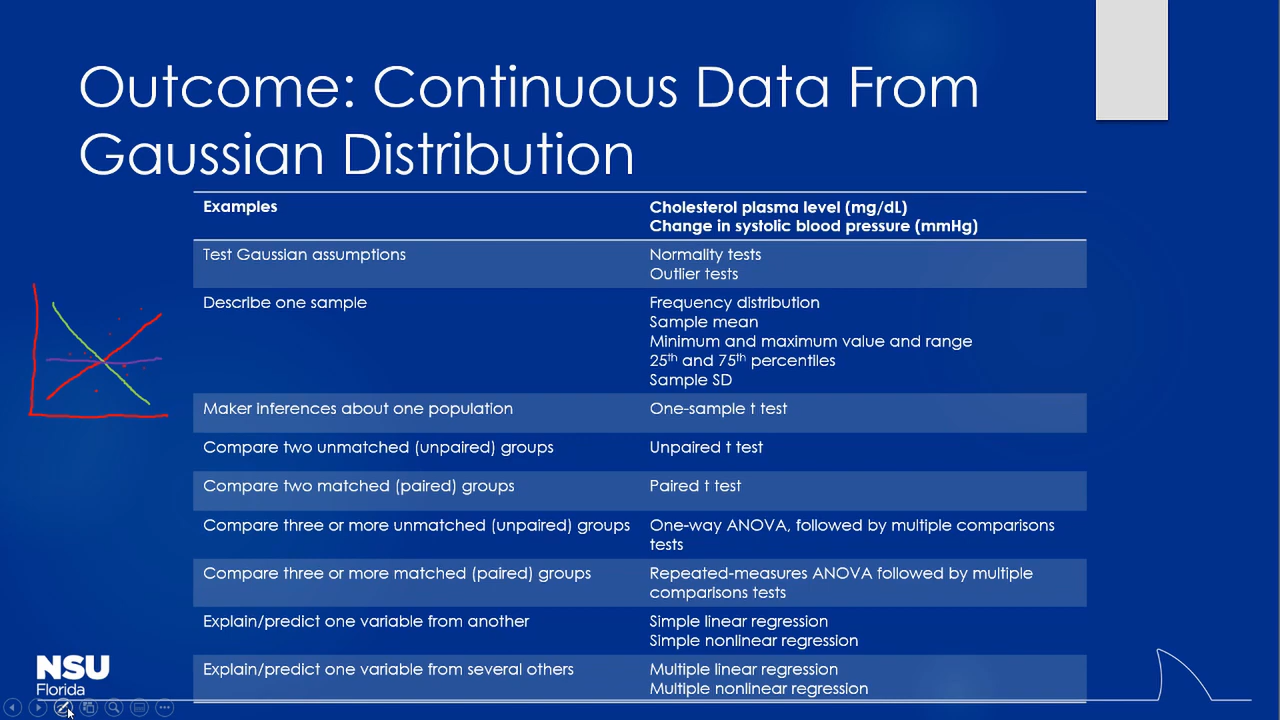 Outcome: Continuous Data From
Gaussian Distribution
Examples
Cholesterol plasma level (mg/dL)
Change in systolic blood pressure (mmHg)
Test Gaussian assumptions
Normality tests
Outlier tests
Describe one sample
Frequency distribution
Sample mean
Minimum and maximum value and range
25th and 75th percentiles
Sample SD
Maker inferences about one population
One-sample t test
Compare two unmatched (unpaired) groups
Unpaired t test
Compare two matched (paired) groups
Paired t test
Compare three or more unmatched (unpaired) groups
One-way ANOVA, followed by multiple comparisons
tests
Compare three or more matched (paired) groups
Repeated-measures ANOVA followed by multiple
comparisons tests
Explain/predict one variable from another
Simple linear regression
Simple nonlinear regression
Explain/predict one variable from several others
Multiple linear regression
Multiple nonlinear regression
NSU
Florida